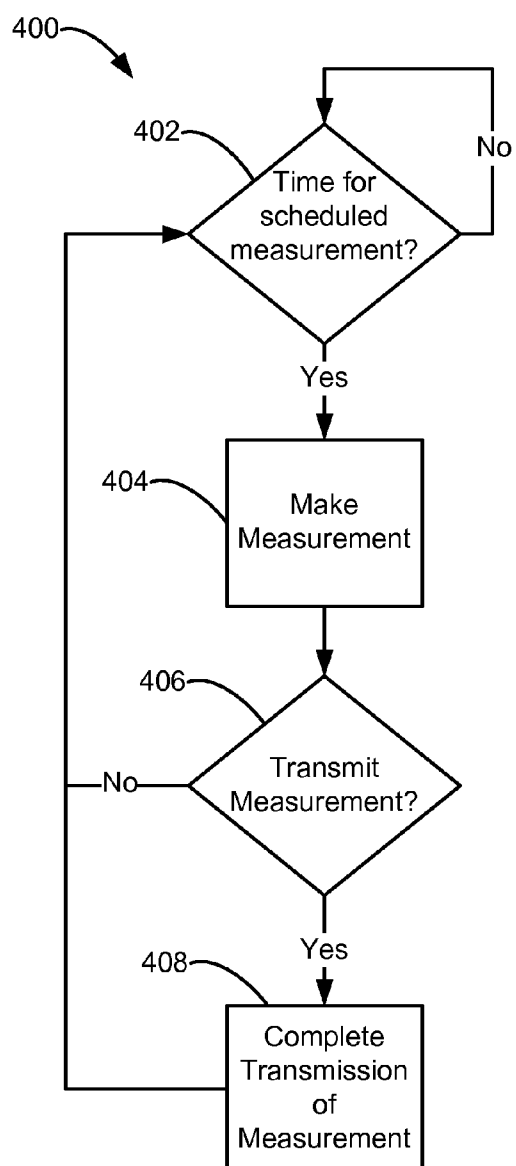 400
402
Time for
scheduled
measurement?
No
Yes
404
Make
Measurement
406
Transmit
Measurement?
No
Yes
408
Complete
Transmission
of
Measurement